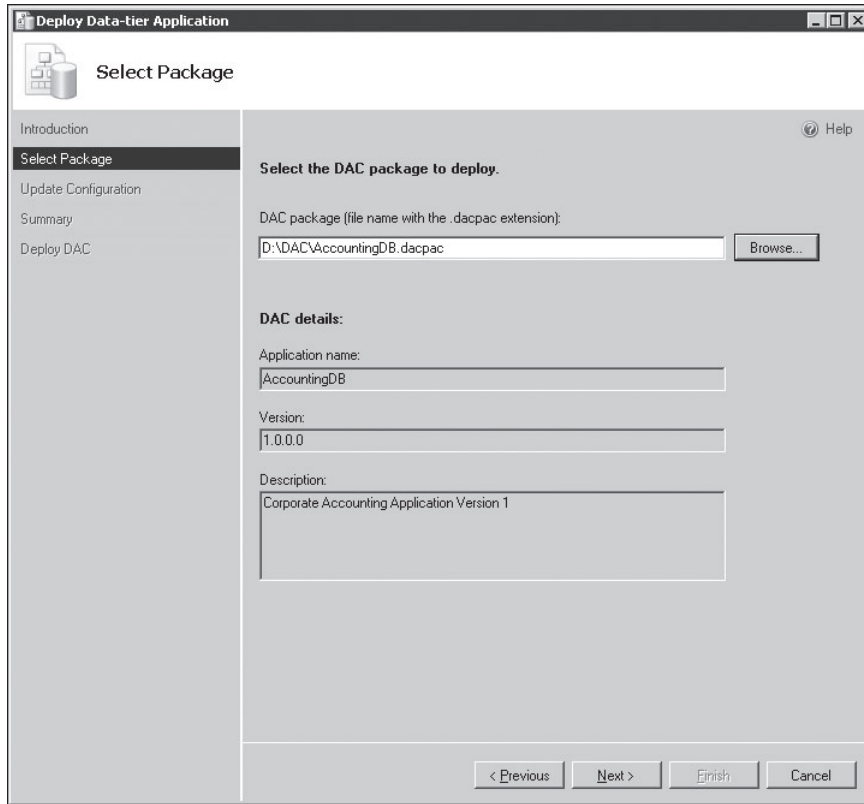 Deploy Data-tier Application
Select Package
Introduction
Select Package
Update Configuration
Summary
Deploy DAC
Help
Select the DAC package to deploy.
DAC package (file name with the .dacpac extension):
D:\DAC\AccountingDB.dacpac
Browse...
DAC details:
Application name:
AccountingDB
Version:
1.0.0.0
Description:
Corporate Accounting Application Version 1
< Previous
Next >
Finish
Cancel